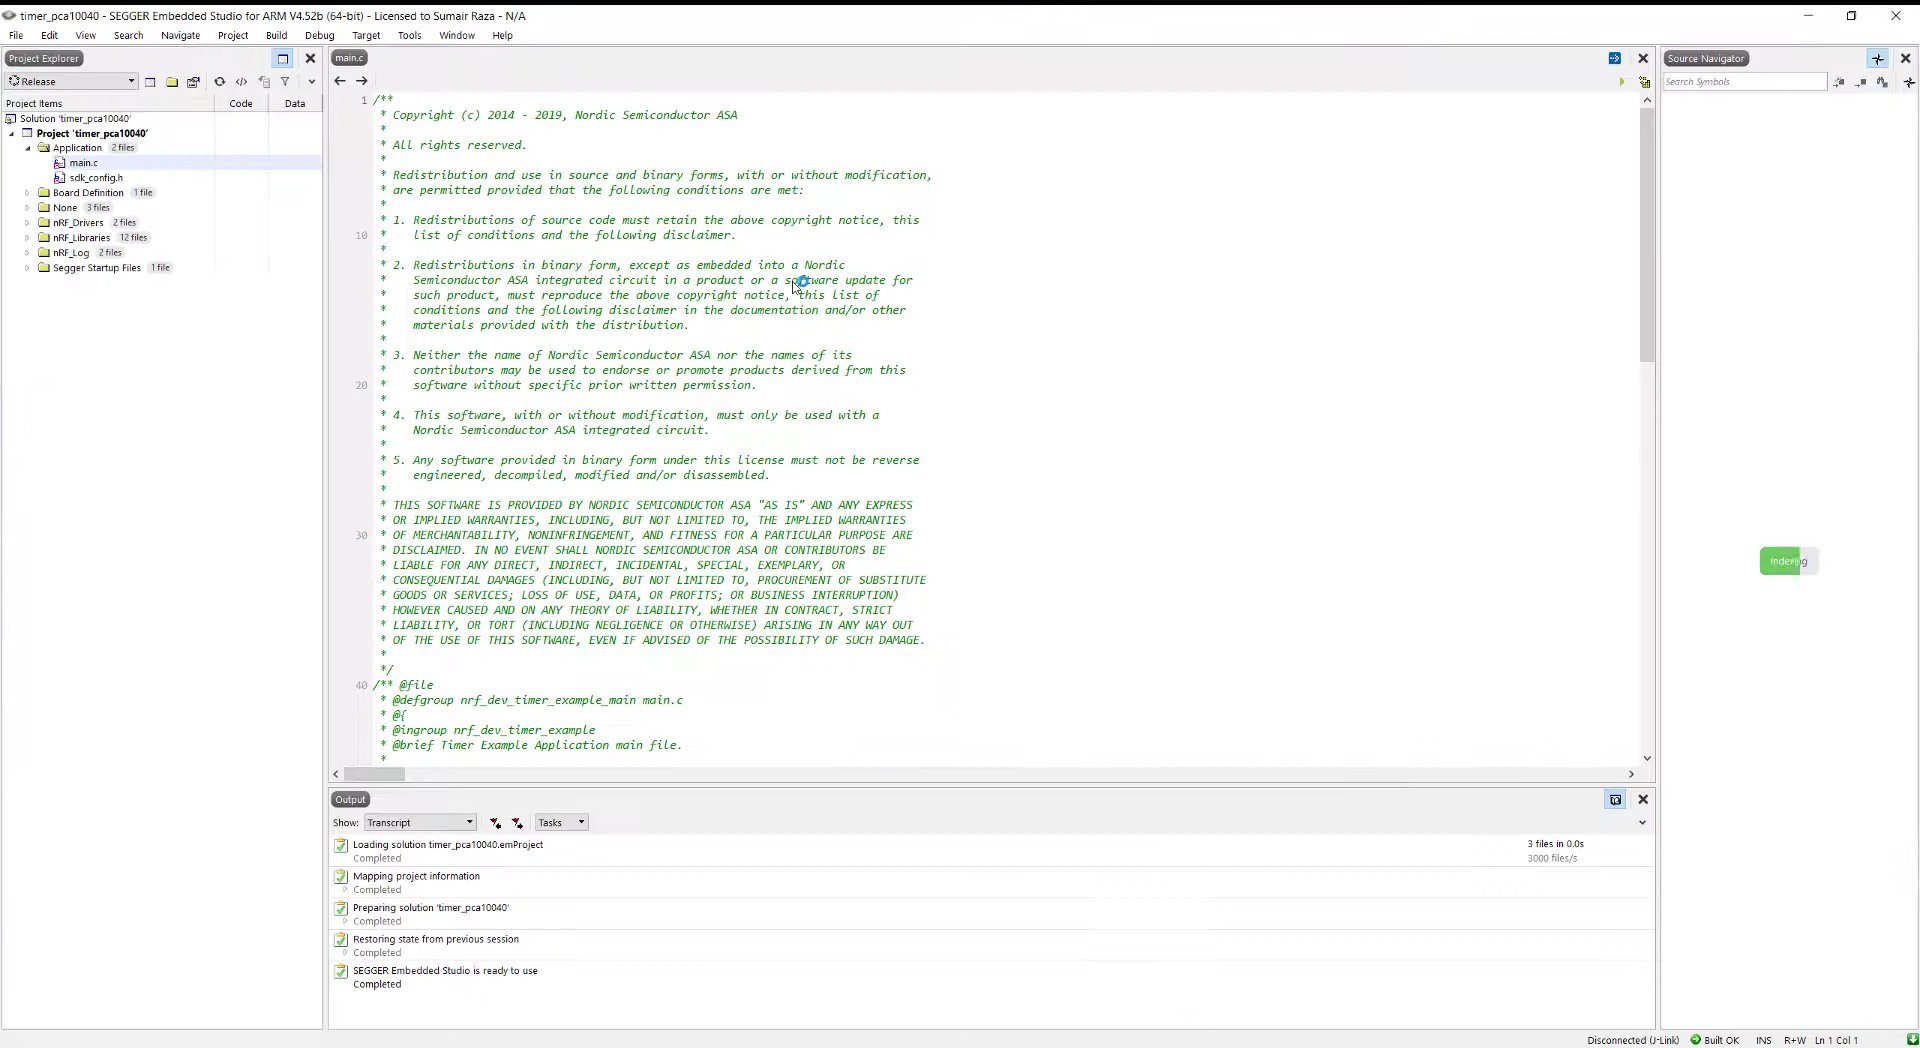 timer_pca10040 - SEGGER Embedded Studio for ARM V4.52b (64-bit) - Licensed to Sumair Raza - N/A
File Edit View Search Navigate Project Build Debug Target Tools Window Help
Project Explorer
Release
Project Items Code Data
Solution 'timer_pca10040'
Project 'timer_pca10040'
Application 2 files
main.c
sdk_config.h
Board Definition 1 file
None 3 files
nRF_Drivers 2 files
nRF_Libraries 12 files
nRF_Log 2 files
Segger Startup Files 1 file
main.c
1 /**
* Copyright (c) 2014 - 2019, Nordic Semiconductor ASA
*
* All rights reserved.
*
* Redistribution and use in source and binary forms, with or without modification,
* are permitted provided that the following conditions are met:
*
* 1. Redistributions of source code must retain the above copyright notice, this
10 * list of conditions and the following disclaimer.
*
* 2. Redistributions in binary form, except as embedded into a Nordic
* Semiconductor ASA integrated circuit in a product or a software update for
* such product, must reproduce the above copyright notice, this list of
* conditions and the following disclaimer in the documentation and/or other
* materials provided with the distribution.
*
* 3. Neither the name of Nordic Semiconductor ASA nor the names of its
* contributors may be used to endorse or promote products derived from this
20 * software without specific prior written permission.
*
* 4. This software, with or without modification, must only be used with a
* Nordic Semiconductor ASA integrated circuit.
*
* 5. Any software provided in binary form under this license must not be reverse
* engineered, decompiled, modified and/or disassembled.
*
* THIS SOFTWARE IS PROVIDED BY NORDIC SEMICONDUCTOR ASA "AS IS" AND ANY EXPRESS
* OR IMPLIED WARRANTIES, INCLUDING, BUT NOT LIMITED TO, THE IMPLIED WARRANTIES
30 * OF MERCHANTABILITY, NONINFRINGEMENT, AND FITNESS FOR A PARTICULAR PURPOSE ARE
* DISCLAIMED. IN NO EVENT SHALL NORDIC SEMICONDUCTOR ASA OR CONTRIBUTORS BE
* LIABLE FOR ANY DIRECT, INDIRECT, INCIDENTAL, SPECIAL, EXEMPLARY, OR
* CONSEQUENTIAL DAMAGES (INCLUDING, BUT NOT LIMITED TO, PROCUREMENT OF SUBSTITUTE
* GOODS OR SERVICES; LOSS OF USE, DATA, OR PROFITS; OR BUSINESS INTERRUPTION)
* HOWEVER CAUSED AND ON ANY THEORY OF LIABILITY, WHETHER IN CONTRACT, STRICT
* LIABILITY, OR TORT (INCLUDING NEGLIGENCE OR OTHERWISE) ARISING IN ANY WAY OUT
* OF THE USE OF THIS SOFTWARE, EVEN IF ADVISED OF THE POSSIBILITY OF SUCH DAMAGE.
*
*/
40 /** @file
* @defgroup nrf_dev_timer_example_main main.c
* @{
* @ingroup nrf_dev_timer_example
* @brief Timer Example Application main file.
*
Output
Show: Transcript Tasks
Loading solution timer_pca10040.emProject 3 files in 0.0s
Completed 3000 files/s
Mapping project information
Completed
Preparing solution 'timer_pca10040'
Completed
Restoring state from previous session
Completed
SEGGER Embedded Studio is ready to use
Completed
Source Navigator
Search Symbols
Indexing
Disconnected (J-Link) Built OK INS R+W Ln 1 Col 1